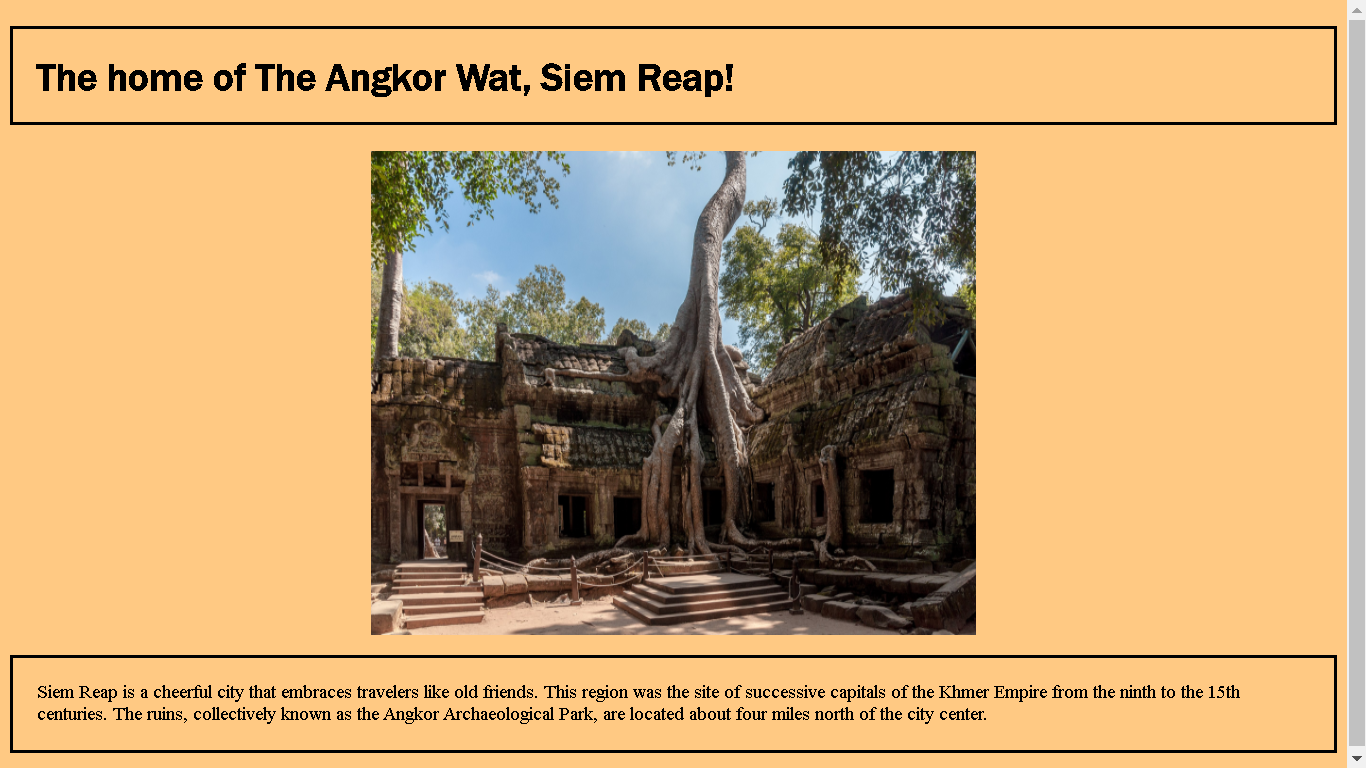 The home of The Angkor Wat, Siem Reap!
Siem Reap is a cheerful city that embraces travelers like old friends. This region was the site of successive capitals of the Khmer Empire from the ninth to the 15th
centuries. The ruins, collectively known as the Angkor Archaeological Park, are located about four miles north of the city center.